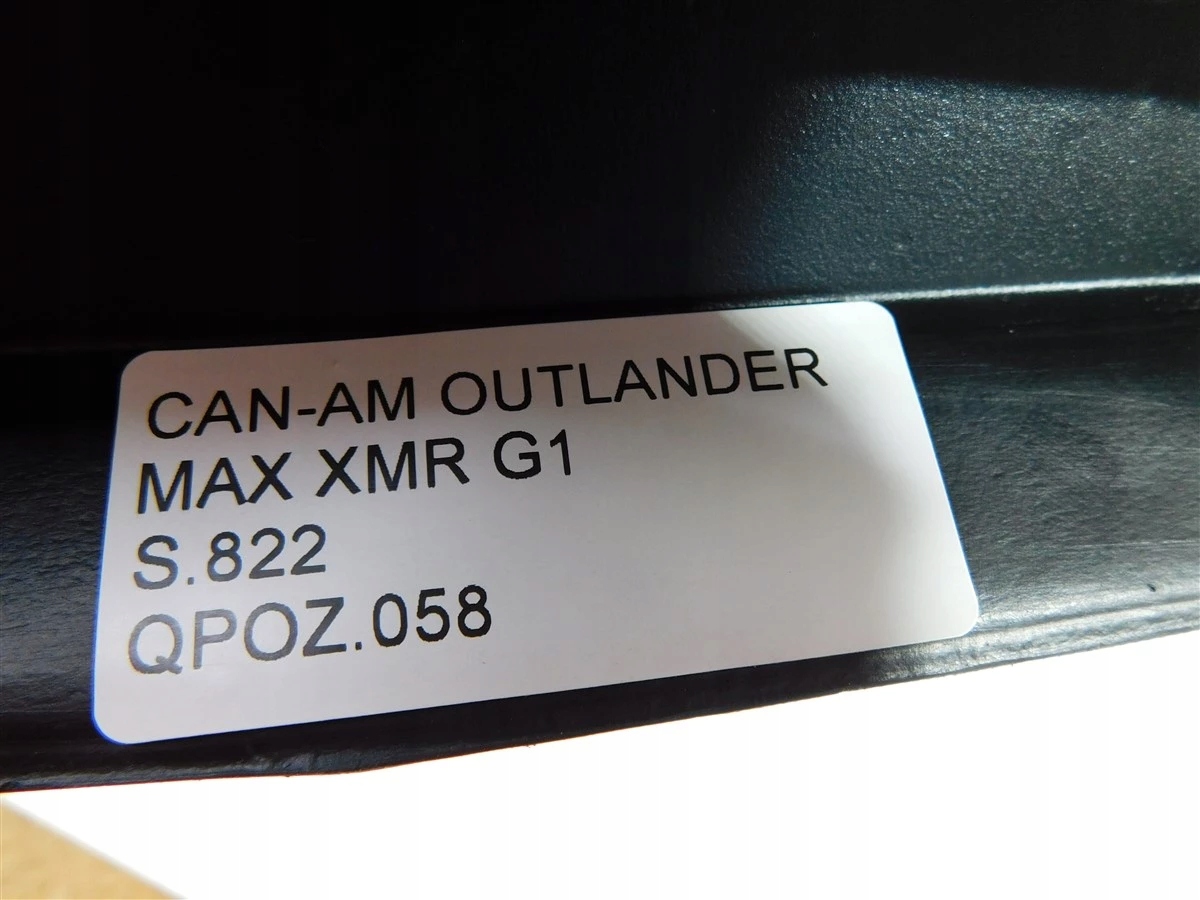 CAN-AM OUTLANDER
MAX XMR G1
S.822
QPOZ.058